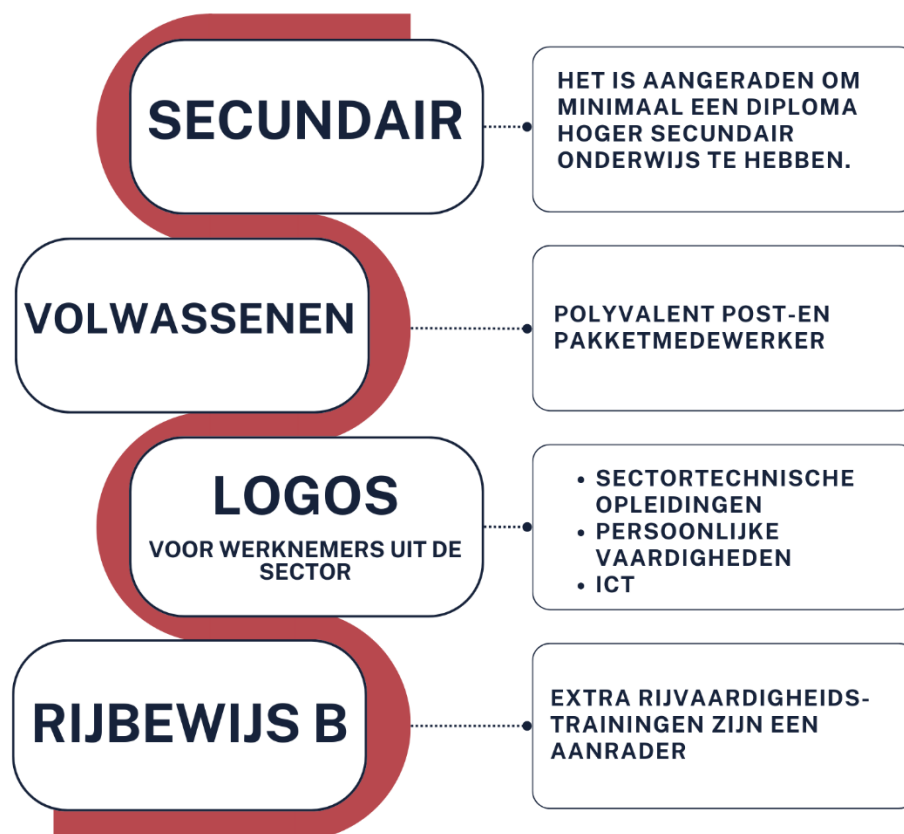 SECUNDAIR
HET IS AANGERADEN OM
MINIMAAL EEN DIPLOMA
HOGER SECUNDAIR
ONDERWIJS TE HEBBEN.
VOLWASSENEN
POLYVALENT POST-EN
PAKKETMEDEWERKER
LOGOS
VOOR WERKNEMERS UIT DE
SECTOR
• SECTORTECHNISCHE
OPLEIDINGEN
• PERSOONLIJKE
VAARDIGHEDEN
• ICT
RIJBEWIJS B
EXTRA RIJVAARDIGHEIDS-
TRAININGEN ZIJN EEN
AANRADER